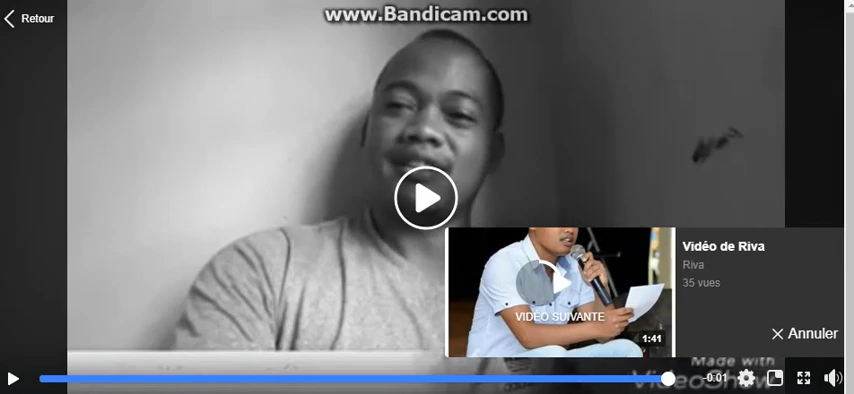 www.Bandicam.com
Retour
Vidéo de Riva
Riva
35 vues
VIDÉO SUIVANTE
1:41
Annuler
Made with
VideoShow
-0:01